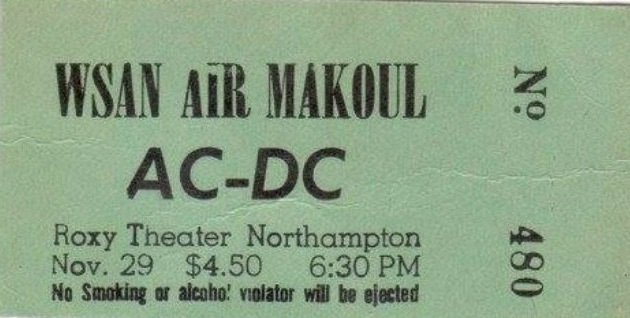 WSAN AIR MAKOUL
AC-DC
Roxy Theater Northampton
Nov. 29 $4.50 6:30 PM
No Smoking or alcohol violator will be ejected
No. 480